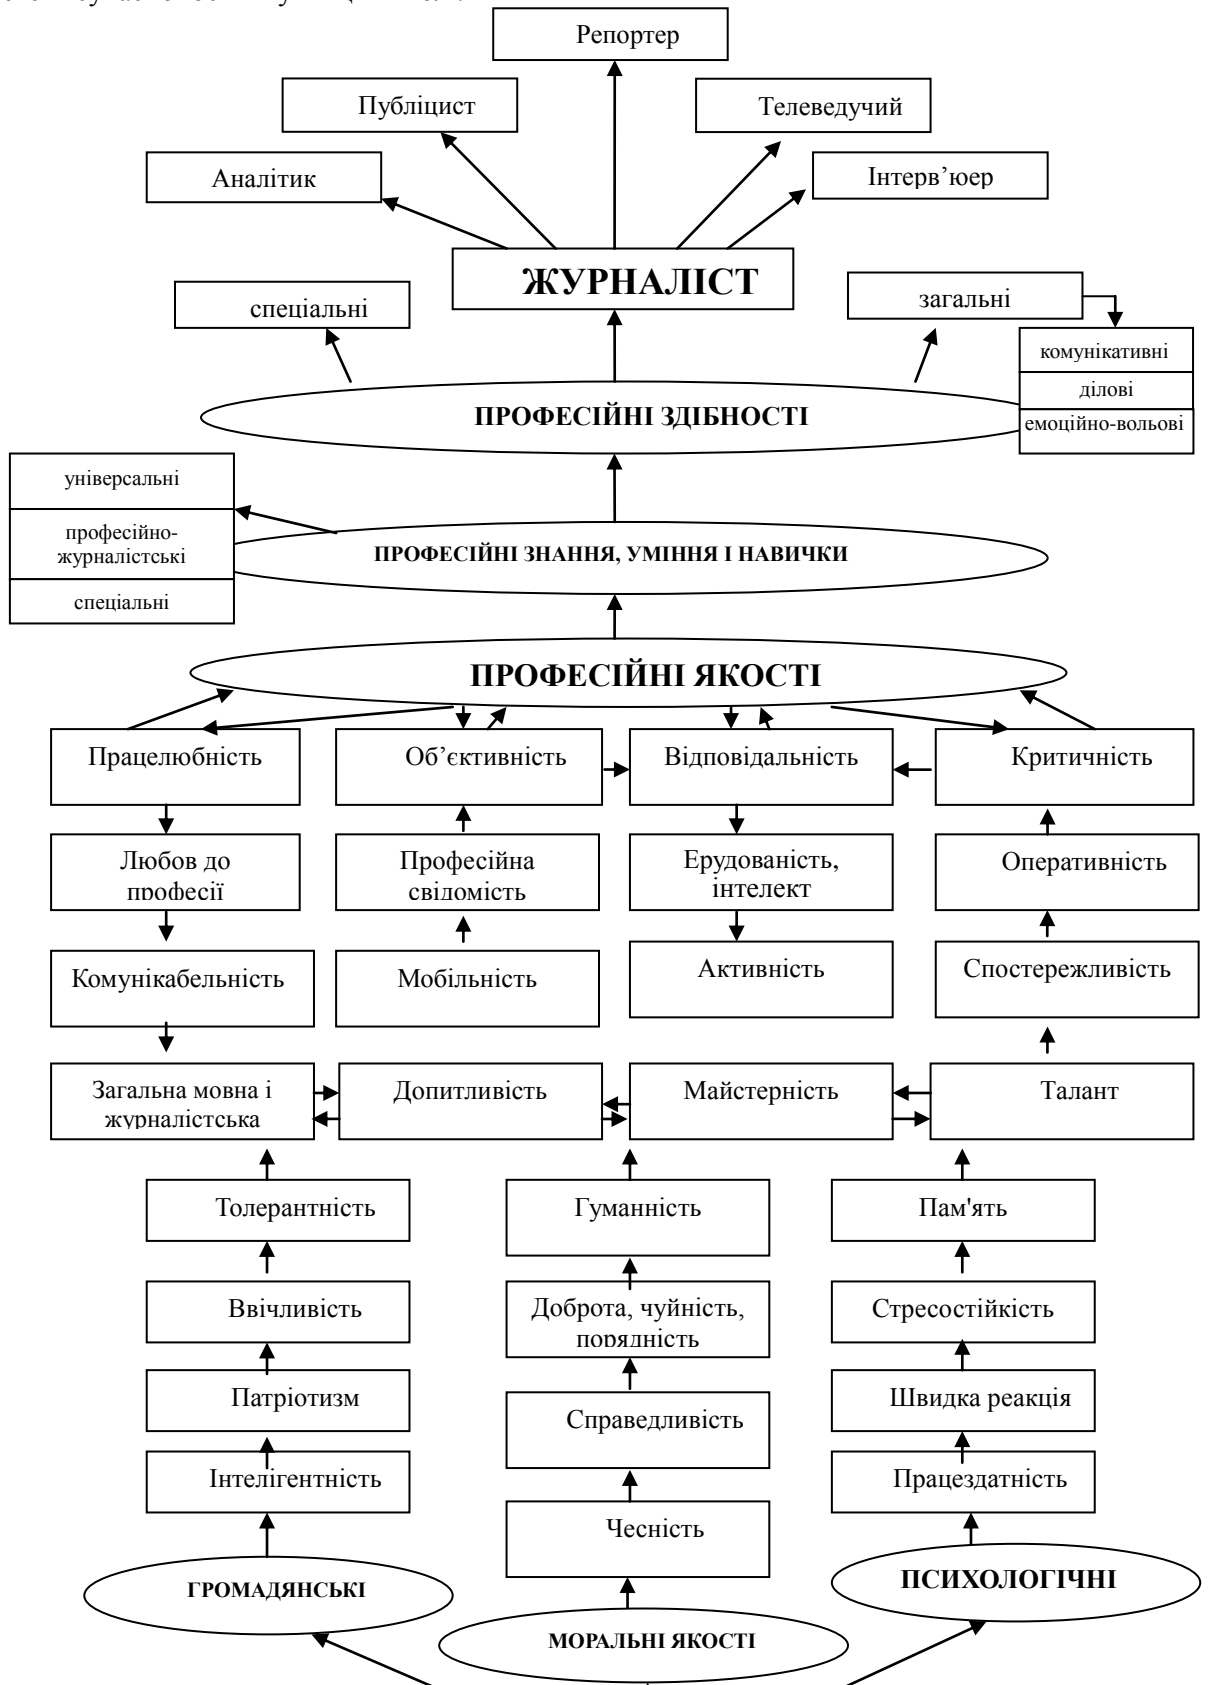 Репортер
Публіцист
Телеведучий
Аналітик
Інтерв’юер
ЖУРНАЛІСТ
спеціальні
загальні
комунікативні
ділові
емоційно-вольові
ПРОФЕСІЙНІ ЗДІБНОСТІ
універсальні
професійно-
журналістські
спеціальні
ПРОФЕСІЙНІ ЗНАННЯ, УМІННЯ І НАВИЧКИ
ПРОФЕСІЙНІ ЯКОСТІ
Працелюбність
Об’єктивність
Відповідальність
Критичність
Любов до
професії
Професійна
свідомість
Ерудованість,
інтелект
Оперативність
Комунікабельність
Мобільність
Активність
Спостережливість
Загальна мовна і
журналістська
Допитливість
Майстерність
Талант
Толерантність
Гуманність
Пам'ять
Ввічливість
Доброта, чуйність,
порядність
Стресостійкість
Патріотизм
Справедливість
Швидка реакція
Інтелігентність
Чесність
Працездатність
ГРОМАДЯНСЬКІ
МОРАЛЬНІ ЯКОСТІ
ПСИХОЛОГІЧНІ